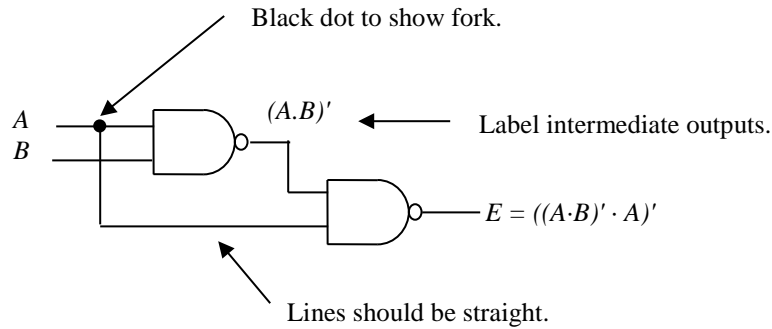 Black dot to show fork.
A
(A.B)'
Label intermediate outputs.
B
E = ((A·B)' · A)'
Lines should be straight.